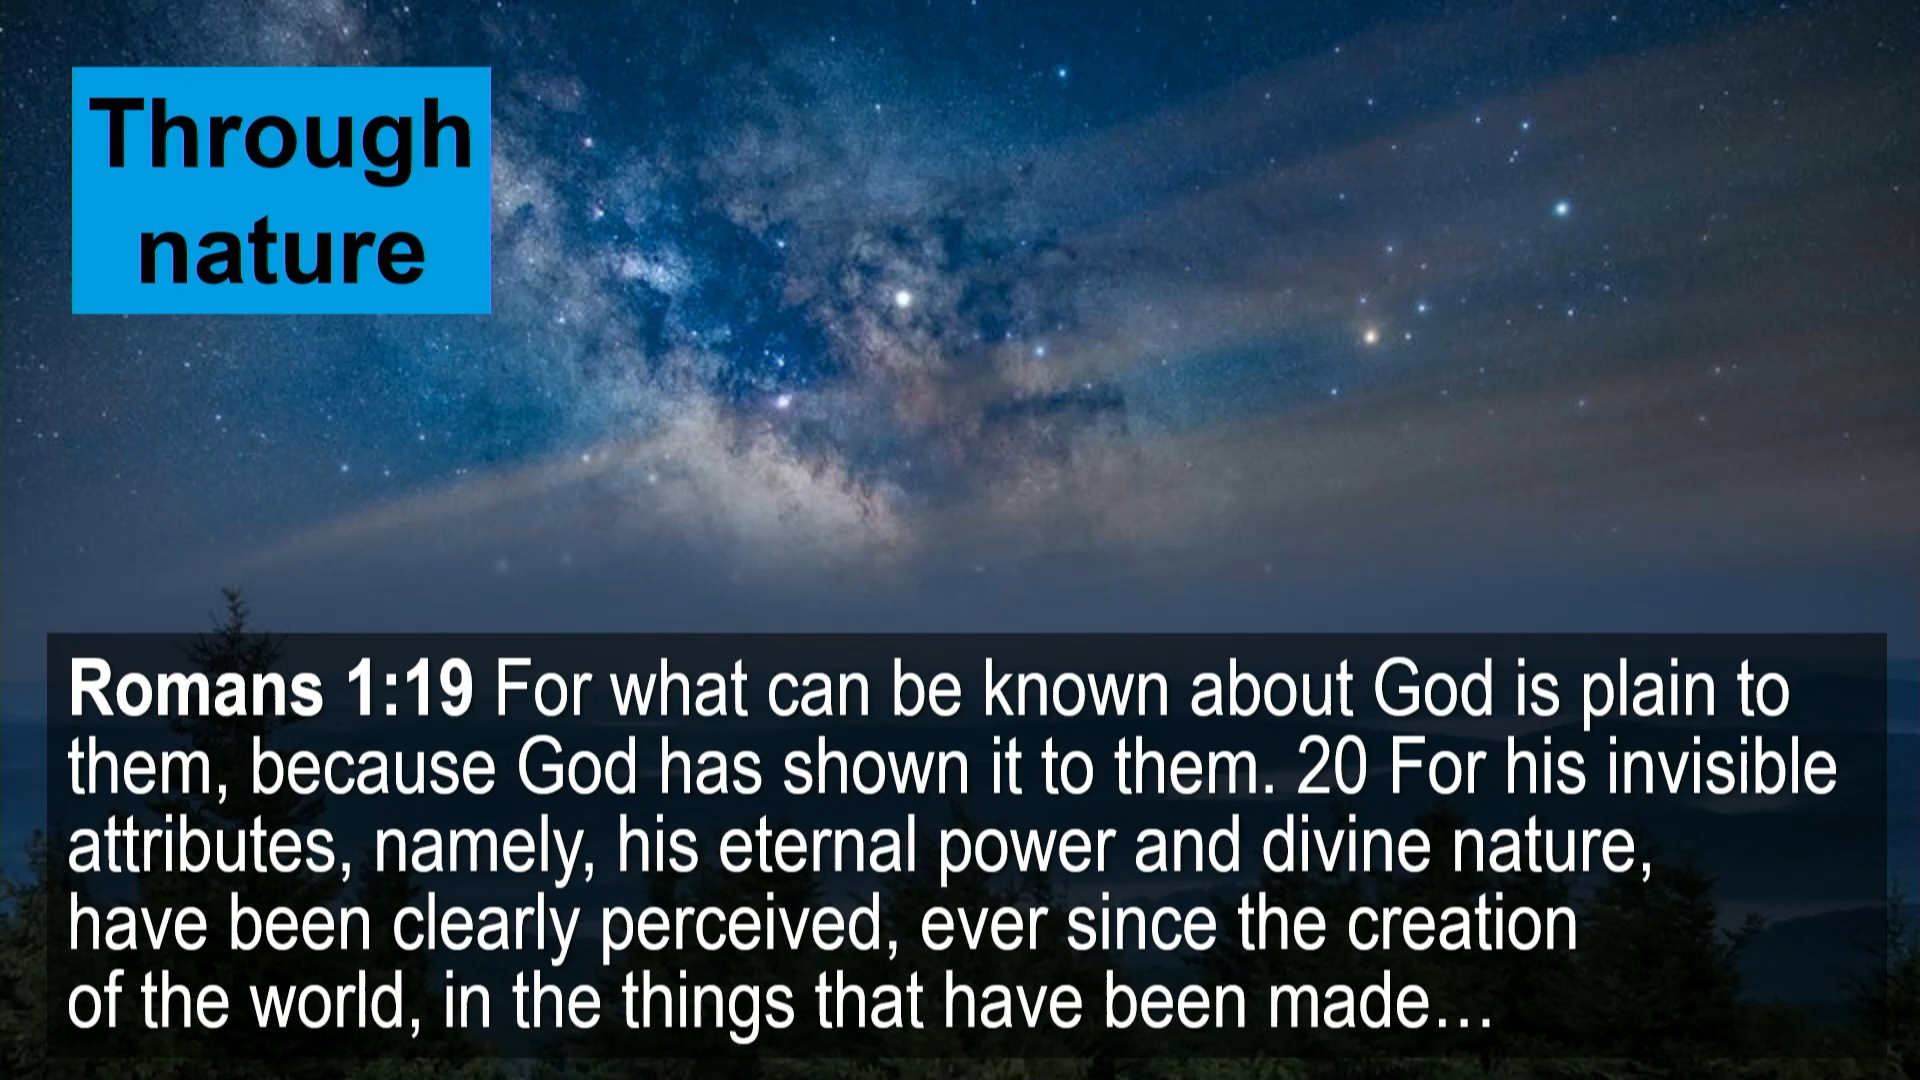 Through
nature
Romans 1:19 For what can be known about God is plain to
them, because God has shown it to them. 20 For his invisible
attributes, namely, his eternal power and divine nature,
have been clearly perceived, ever since the creation
of the world, in the things that have been made…